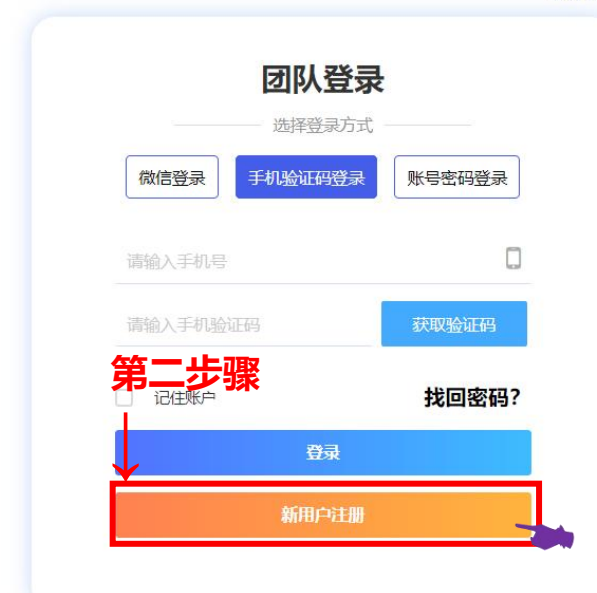 团队登录
选择登录方式
微信登录 手机验证码登录 账号密码登录
请输入手机号
请输入手机验证码 获取验证码
第二步骤
记住账户 找回密码?
登录
新用户注册